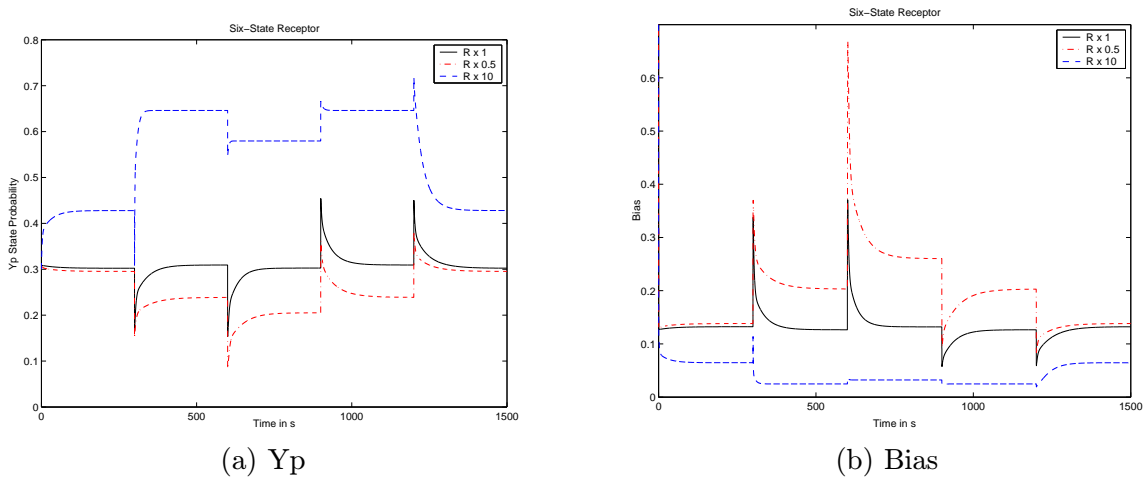 Six−State Receptor
0.8
0.7
0.6
0.5
0.4
0.3
0.2
0.1
0
Yp State Probability
R x 1
R x 0.5
R x 10
0
500
1000
1500
Time in s
(a) Yp
Six−State Receptor
0.6
0.5
0.4
0.3
0.2
0.1
0
Bias
R x 1
R x 0.5
R x 10
0
500
1000
1500
Time in s
(b) Bias